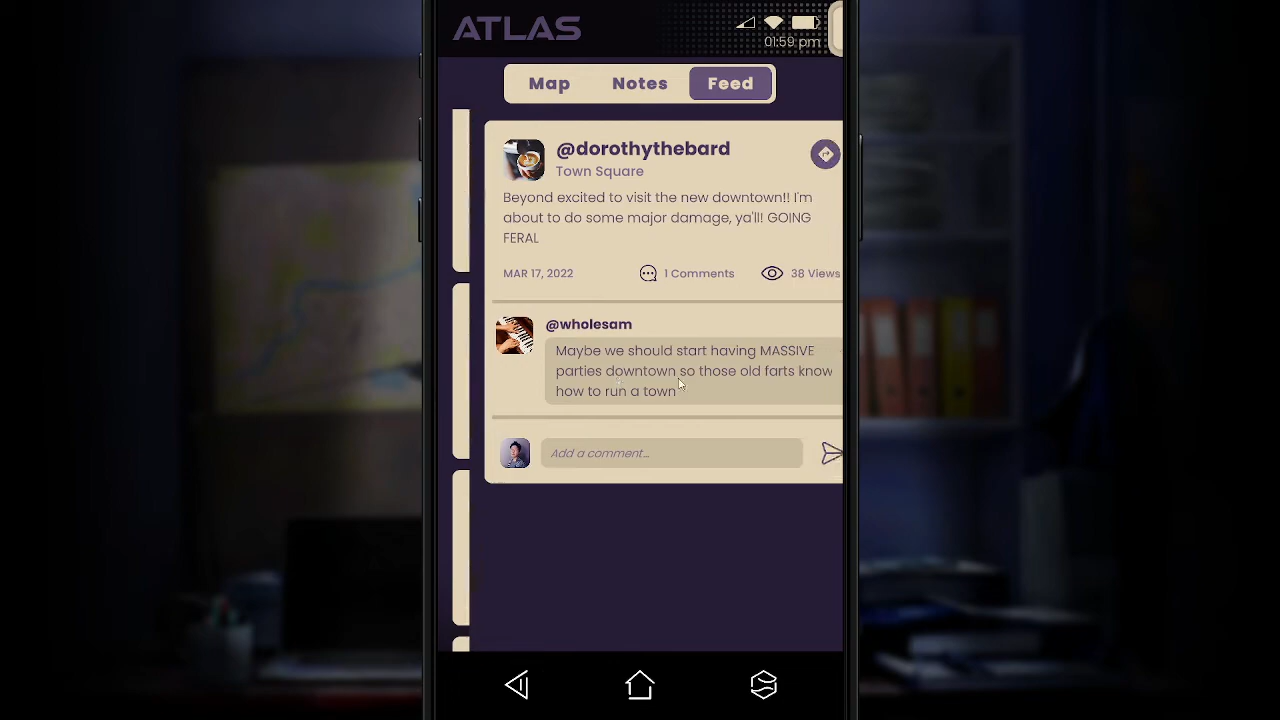 ATLAS
01:59 pm
Map Notes Feed
@dorothythebard
Town Square
Beyond excited to visit the new downtown!! I'm
about to do some major damage, ya'll! GOING
FERAL
MAR 17, 2022 1 Comments 38 Views
@wholesam
Maybe we should start having MASSIVE
parties downtown so those old farts know
how to run a town
Add a comment...